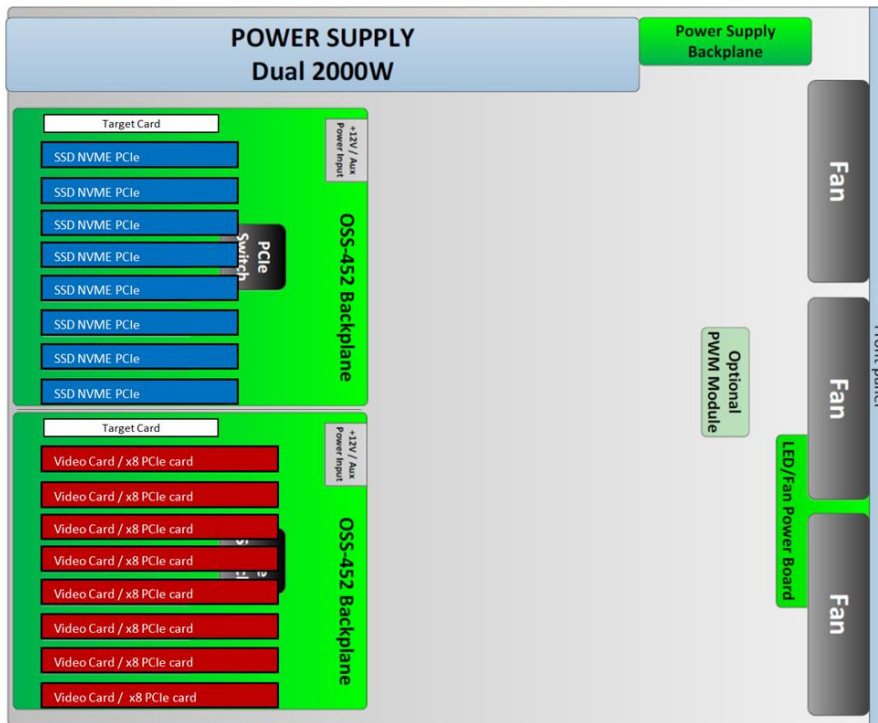 POWER SUPPLY
Dual 2000W
Power Supply
Backplane
Target Card
+12V / Aux
Power Input
SSD NVME PCIe
SSD NVME PCIe
SSD NVME PCIe
SSD NVME PCIe
SSD NVME PCIe
SSD NVME PCIe
SSD NVME PCIe
SSD NVME PCIe
PCIe
Switch
OSS-452 Backplane
Target Card
+12V / Aux
Power Input
Video Card / x8 PCIe card
Video Card / x8 PCIe card
Video Card / x8 PCIe card
Video Card / x8 PCIe card
Video Card / x8 PCIe card
Video Card / x8 PCIe card
Video Card / x8 PCIe card
Video Card /  x8 PCIe card
OSS-452 Backplane
Optional
PWM Module
LED/Fan Power Board
Fan
Fan
Fan